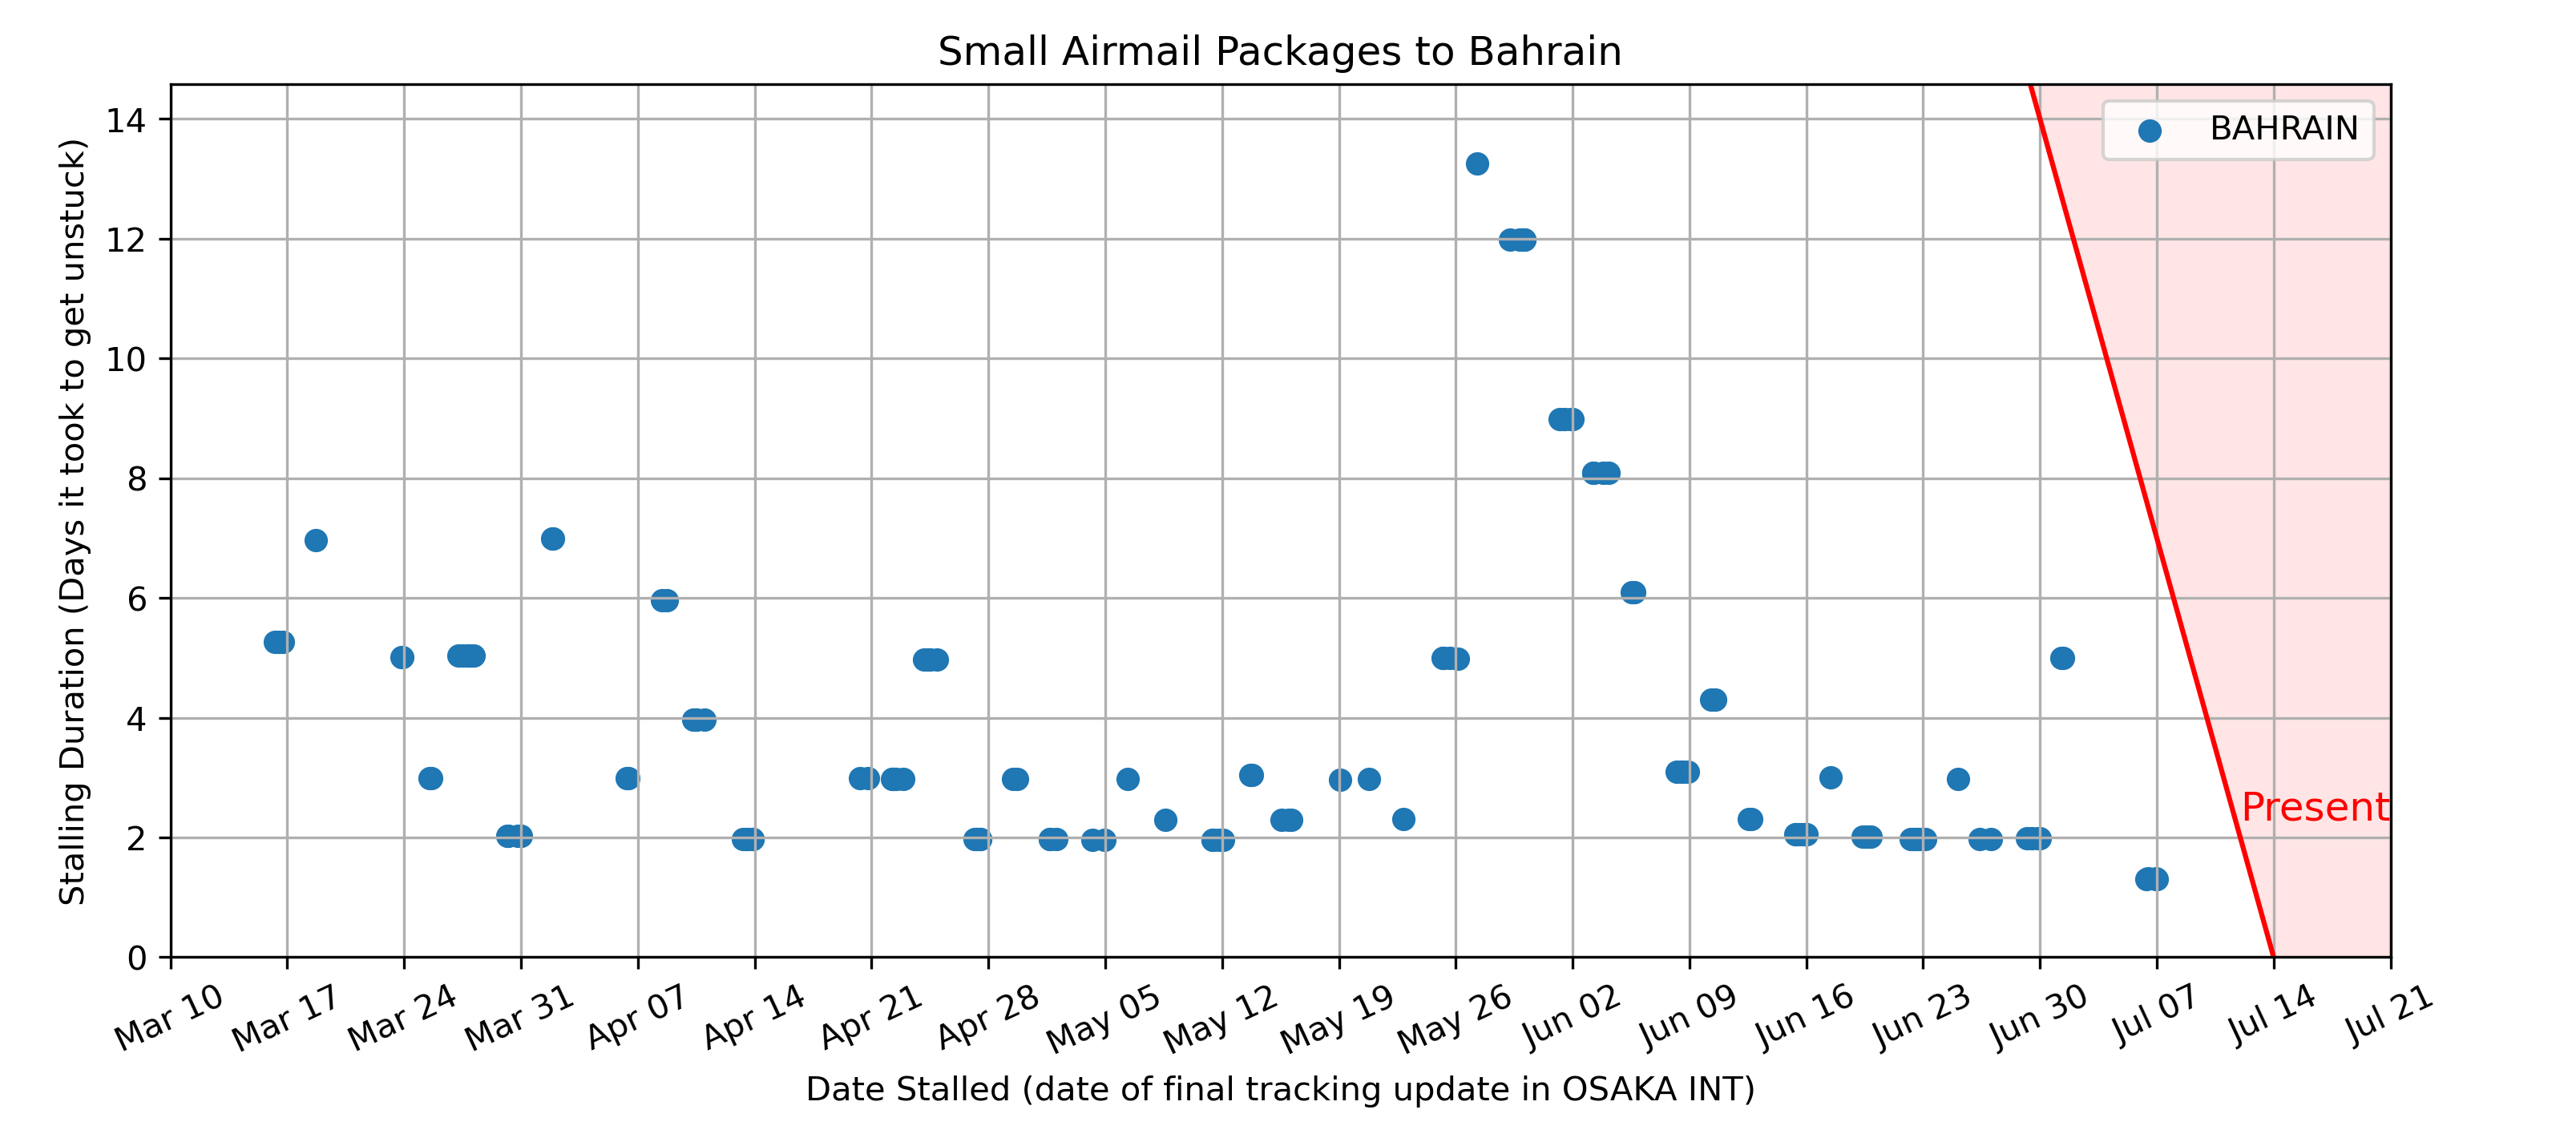 Small Airmail Packages to Bahrain
BAHRAIN
Present
Stalling Duration (Days it took to get unstuck)
14
12
10
8
6
4
2
0
Mar 10
Mar 17
Mar 24
Mar 31
Apr 07
Apr 14
Apr 21
Apr 28
May 05
May 12
May 19
May 26
Jun 02
Jun 09
Jun 16
Jun 23
Jun 30
Jul 07
Jul 14
Jul 21
Date Stalled (date of final tracking update in OSAKA INT)